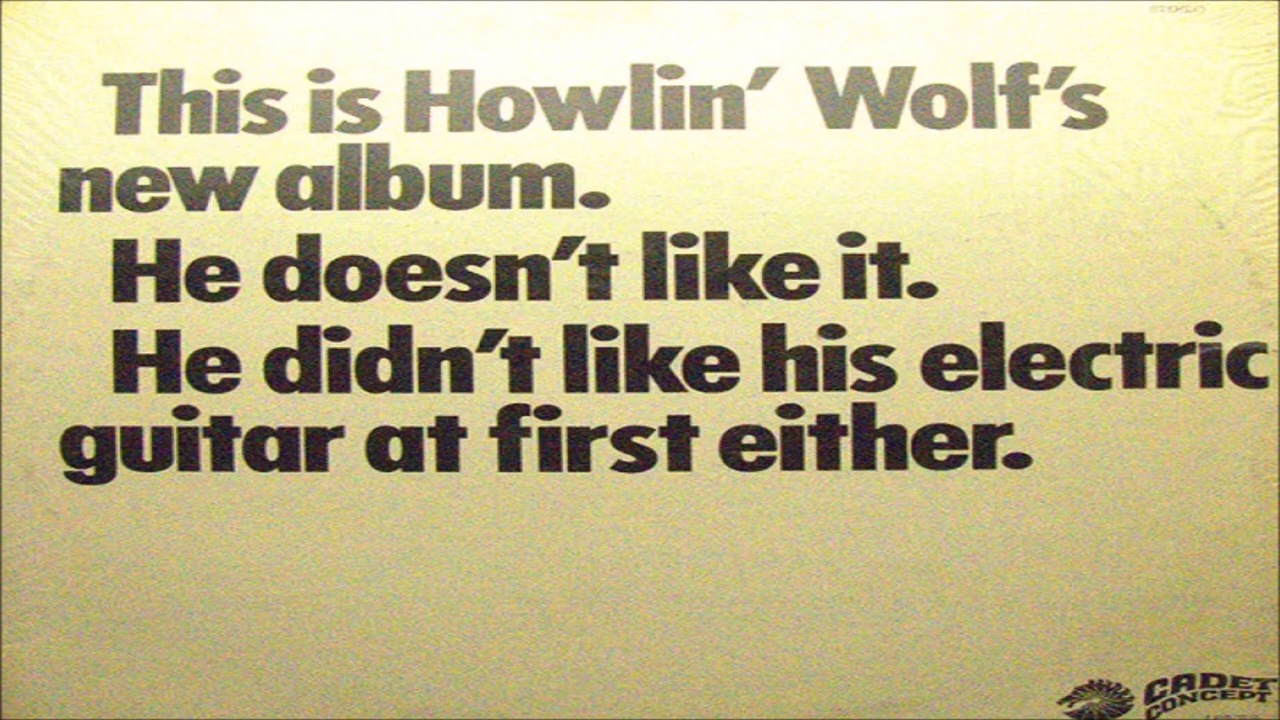 STEREO
This is Howlin' Wolf's
new album.
He doesn't like it.
He didn't like his electric
guitar at first either.
CADET
CONCEPT